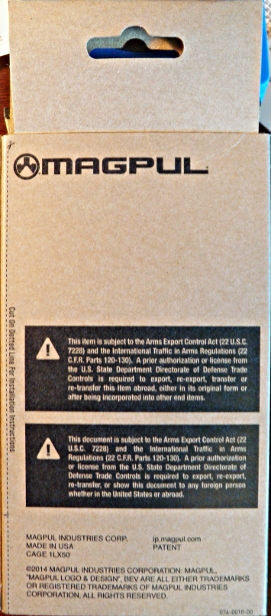 MAGPUL
Cut On Dotted Line For Installation Instructions
This item is subject to the Arms Export Control Act (22 U.S.C.
7228) and the International Traffic in Arms Regulations (22
C.F.R. Parts 120-130). A prior authorization or license from
the U.S. State Department Directorate of Defense Trade
Controls is required to export, re-export, transfer or
re-transfer this item abroad, either in its original form or
after being incorporated into other end items.
This document is subject to the Arms Export Control Act (22
U.S.C. 7228) and the International Traffic in Arms
Regulations (22 C.F.R. Parts 120-130). A prior authorization
or license from the U.S. State Department Directorate of
Defense Trade Controls is required to export, re-export,
re-transfer, or show this document to any foreign person
whether in the United States or abroad.
MAGPUL INDUSTRIES CORP.
MADE IN USA
CAGE 1LX50
ip.magpul.com
PATENT
©2014 MAGPUL INDUSTRIES CORPORATION: MAGPUL,
"MAGPUL LOGO & DESIGN", BEV ARE ALL EITHER TRADEMARKS
OR REGISTERED TRADEMARKS OF MAGPUL INDUSTRIES
CORPORATION, ALL RIGHTS RESERVED.